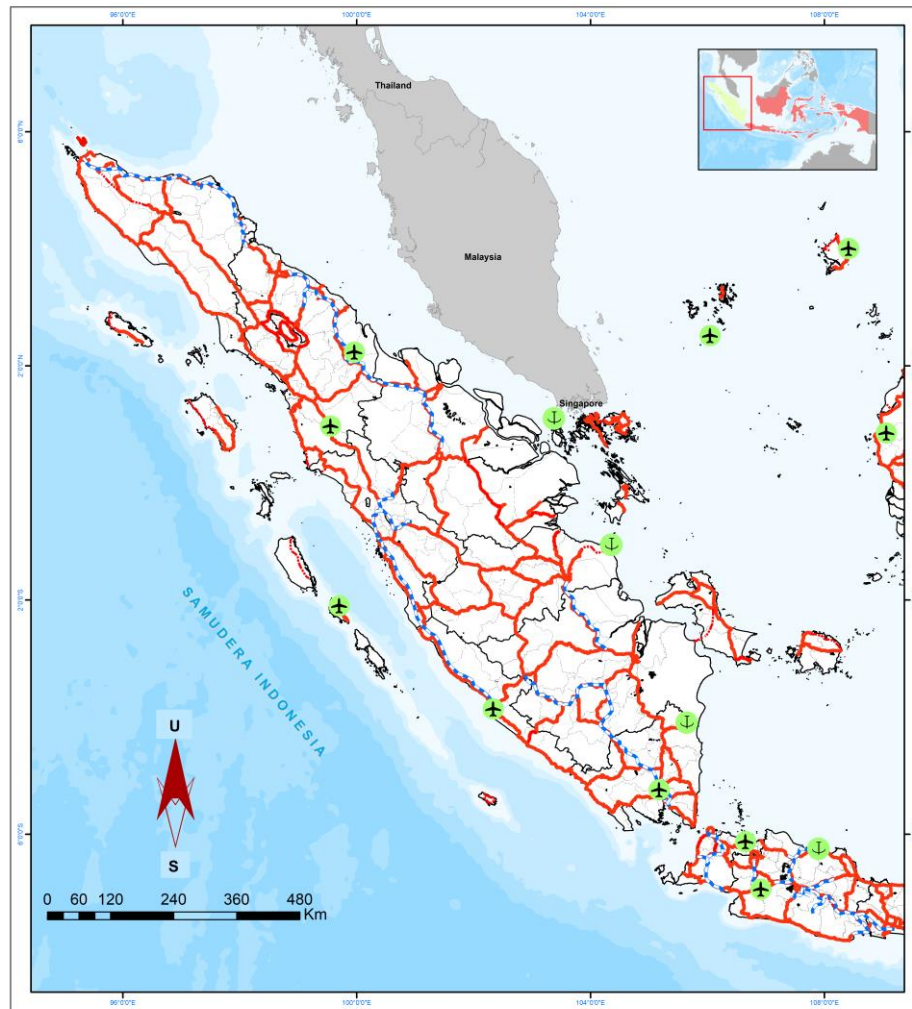 96°0'0"E
100°0'0"E
104°0'0"E
108°0'0"E
Thailand
6°0'0"N
Malaysia
2°0'0"N
Singapore
2°0'0"S
SAMUDERA INDONESIA
U
6°0'0"S
S
0 60 120 240 360 480
Km
96°0'0"E
100°0'0"E
104°0'0"E
108°0'0"E